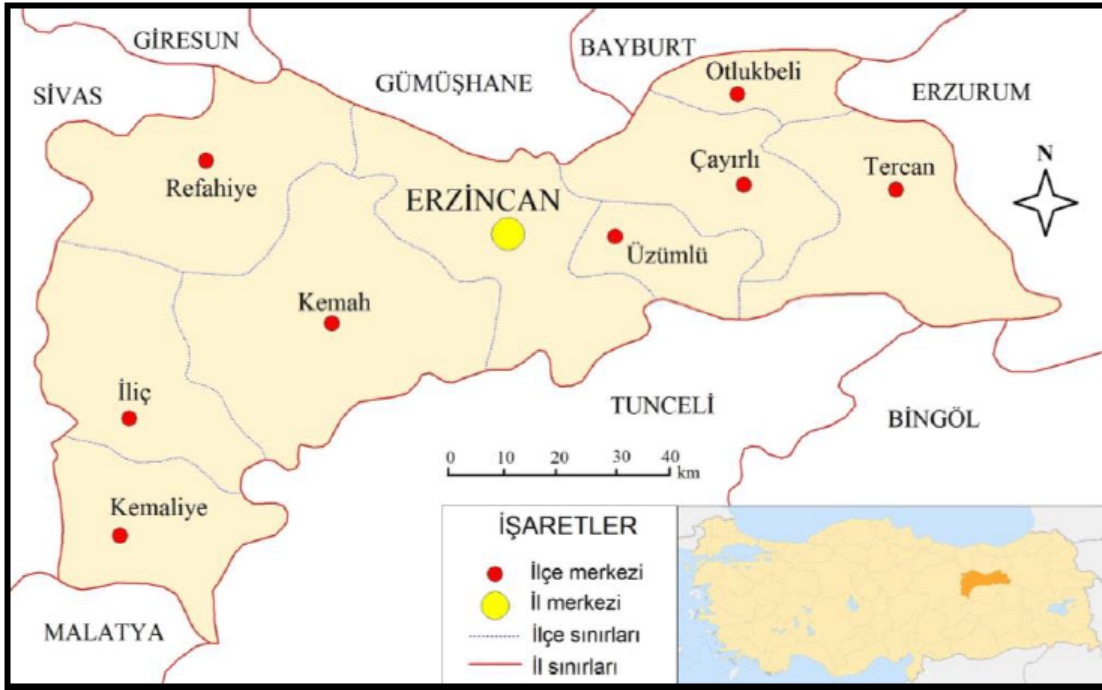 GİRESUN
BAYBURT
Otlukbeli
SİVAS
GÜMÜŞHANE
ERZURUM
Çayırlı
Tercan
N
Refahiye
ERZİNCAN
Üzümlü
Kemah
İliç
TUNCELİ
BİNGÖL
0 10 20 30 40
km
Kemaliye
MALATYA
İŞARETLER
İlçe merkezi
İl merkezi
İlçe sınırları
İl sınırları